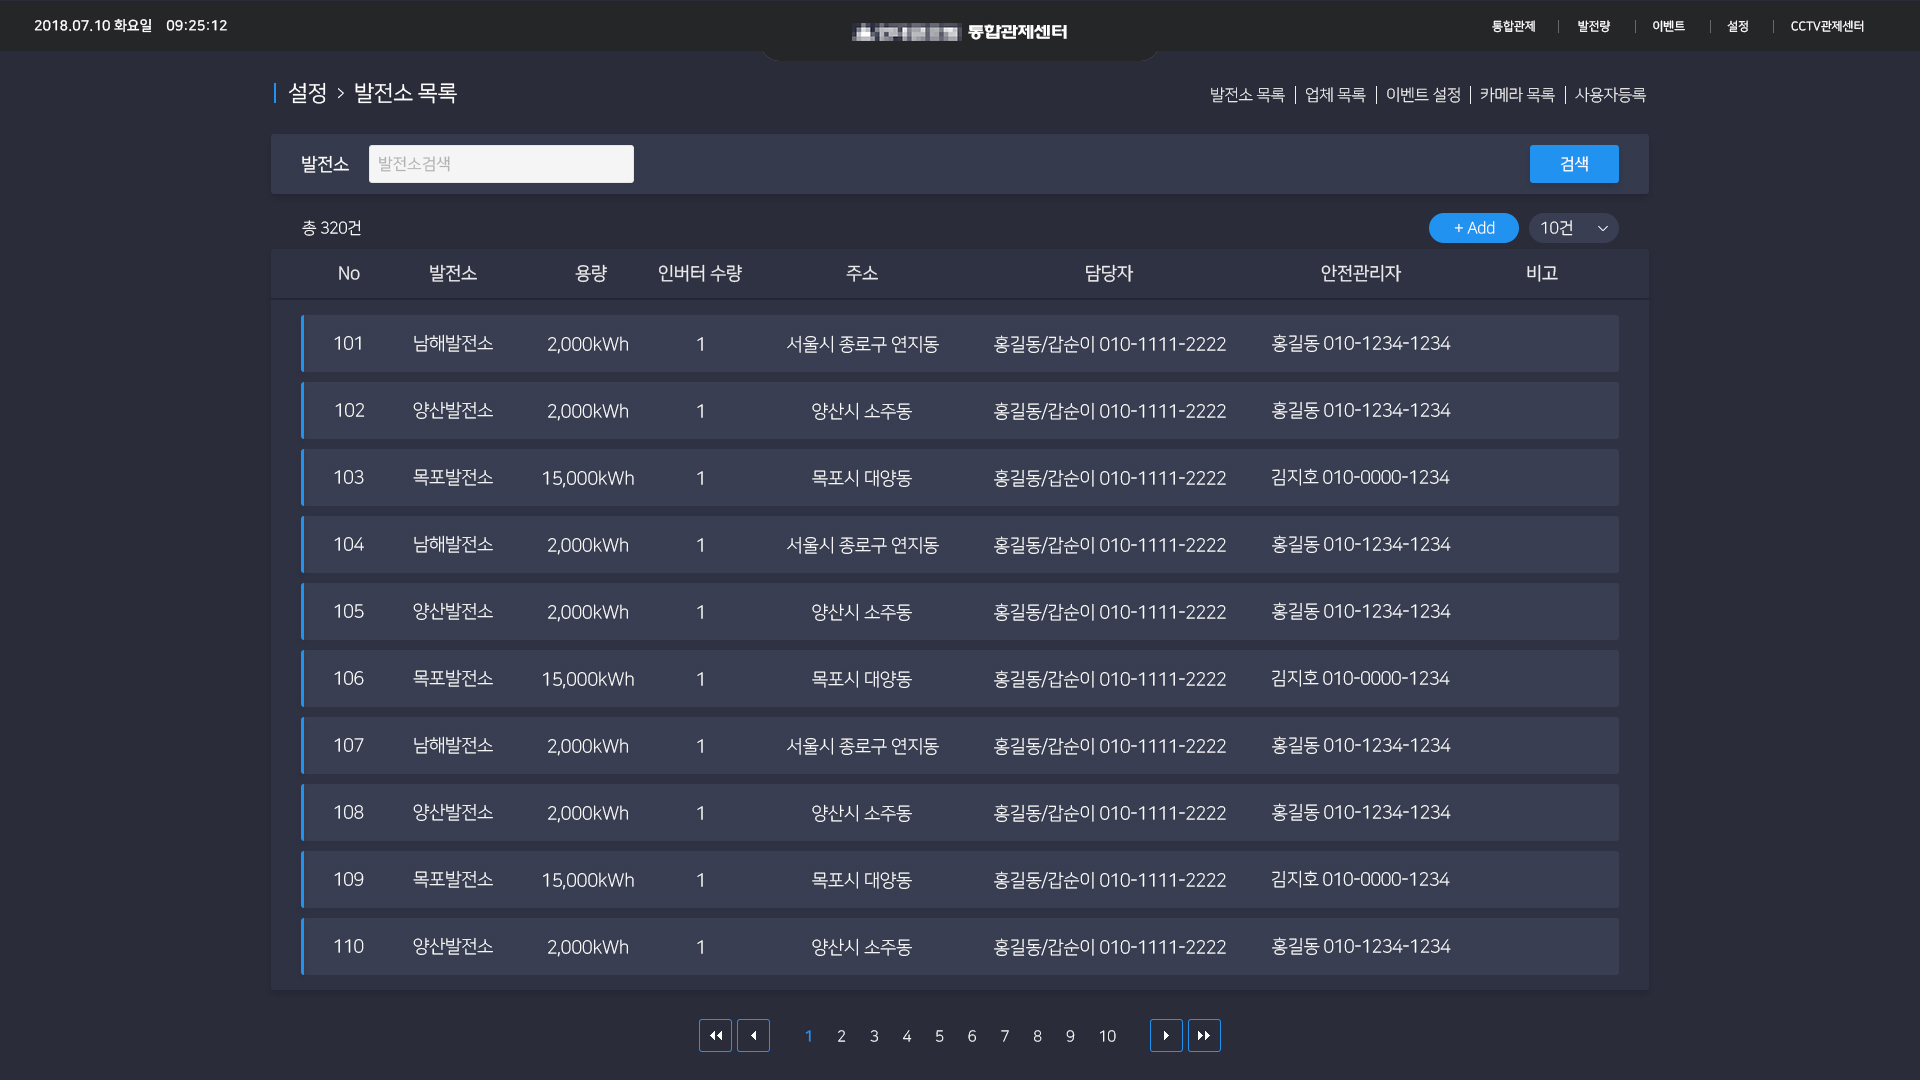 2018.07.10 화요일 09:25:12
통합관제센터
통합관제 발전량 이벤트 설정 CCTV관제센터
설정 > 발전소 목록
발전소 목록 업체 목록 이벤트 설정 카메라 목록 사용자등록
발전소 발전소검색 검색
총 320건 + Add 10건
No 발전소 용량 인버터 수량 주소 담당자 안전관리자 비고
101 남해발전소 2,000kWh 1 서울시 종로구 연지동 홍길동/갑순이 010-1111-2222 홍길동 010-1234-1234
102 양산발전소 2,000kWh 1 양산시 소주동 홍길동/갑순이 010-1111-2222 홍길동 010-1234-1234
103 목포발전소 15,000kWh 1 목포시 대양동 홍길동/갑순이 010-1111-2222 김지호 010-0000-1234
104 남해발전소 2,000kWh 1 서울시 종로구 연지동 홍길동/갑순이 010-1111-2222 홍길동 010-1234-1234
105 양산발전소 2,000kWh 1 양산시 소주동 홍길동/갑순이 010-1111-2222 홍길동 010-1234-1234
106 목포발전소 15,000kWh 1 목포시 대양동 홍길동/갑순이 010-1111-2222 김지호 010-0000-1234
107 남해발전소 2,000kWh 1 서울시 종로구 연지동 홍길동/갑순이 010-1111-2222 홍길동 010-1234-1234
108 양산발전소 2,000kWh 1 양산시 소주동 홍길동/갑순이 010-1111-2222 홍길동 010-1234-1234
109 목포발전소 15,000kWh 1 목포시 대양동 홍길동/갑순이 010-1111-2222 김지호 010-0000-1234
110 양산발전소 2,000kWh 1 양산시 소주동 홍길동/갑순이 010-1111-2222 홍길동 010-1234-1234
1 2 3 4 5 6 7 8 9 10